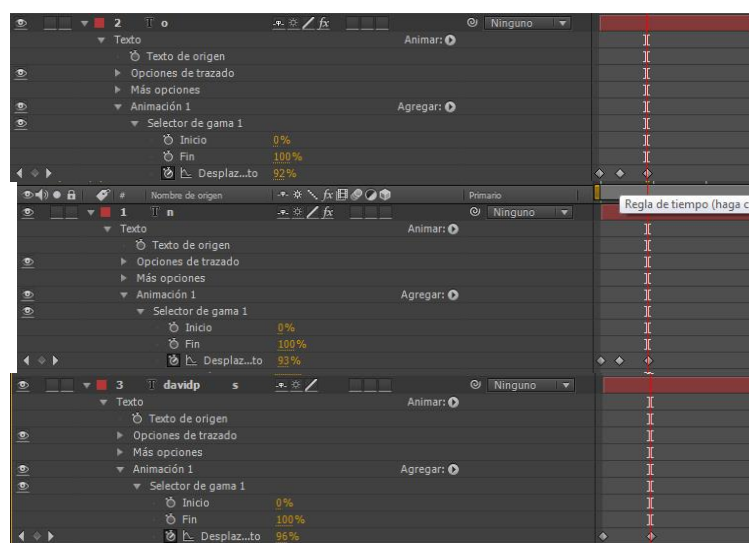 2 T o fx Ninguno
Texto Animar:
Texto de origen
Opciones de trazado
Más opciones
Animación 1 Agregar:
Selector de gama 1
Inicio 0%
Fin 100%
Desplaz...to 92%
# Nombre de origen fx Primario
Regla de tiempo (haga c
1 T n fx Ninguno
Texto Animar:
Texto de origen
Opciones de trazado
Más opciones
Animación 1 Agregar:
Selector de gama 1
Inicio 0%
Fin 100%
Desplaz...to 93%
3 T davidp s Ninguno
Texto Animar:
Texto de origen
Opciones de trazado
Más opciones
Animación 1 Agregar:
Selector de gama 1
Inicio 0%
Fin 100%
Desplaz...to 96%